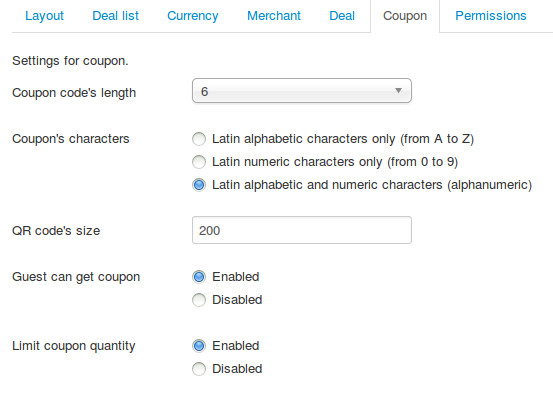 Layout Deal list Currency Merchant Deal Coupon Permissions
Settings for coupon.
Coupon code's length 6
Coupon's characters Latin alphabetic characters only (from A to Z)
Latin numeric characters only (from 0 to 9)
Latin alphabetic and numeric characters (alphanumeric)
QR code's size 200
Guest can get coupon Enabled
Disabled
Limit coupon quantity Enabled
Disabled